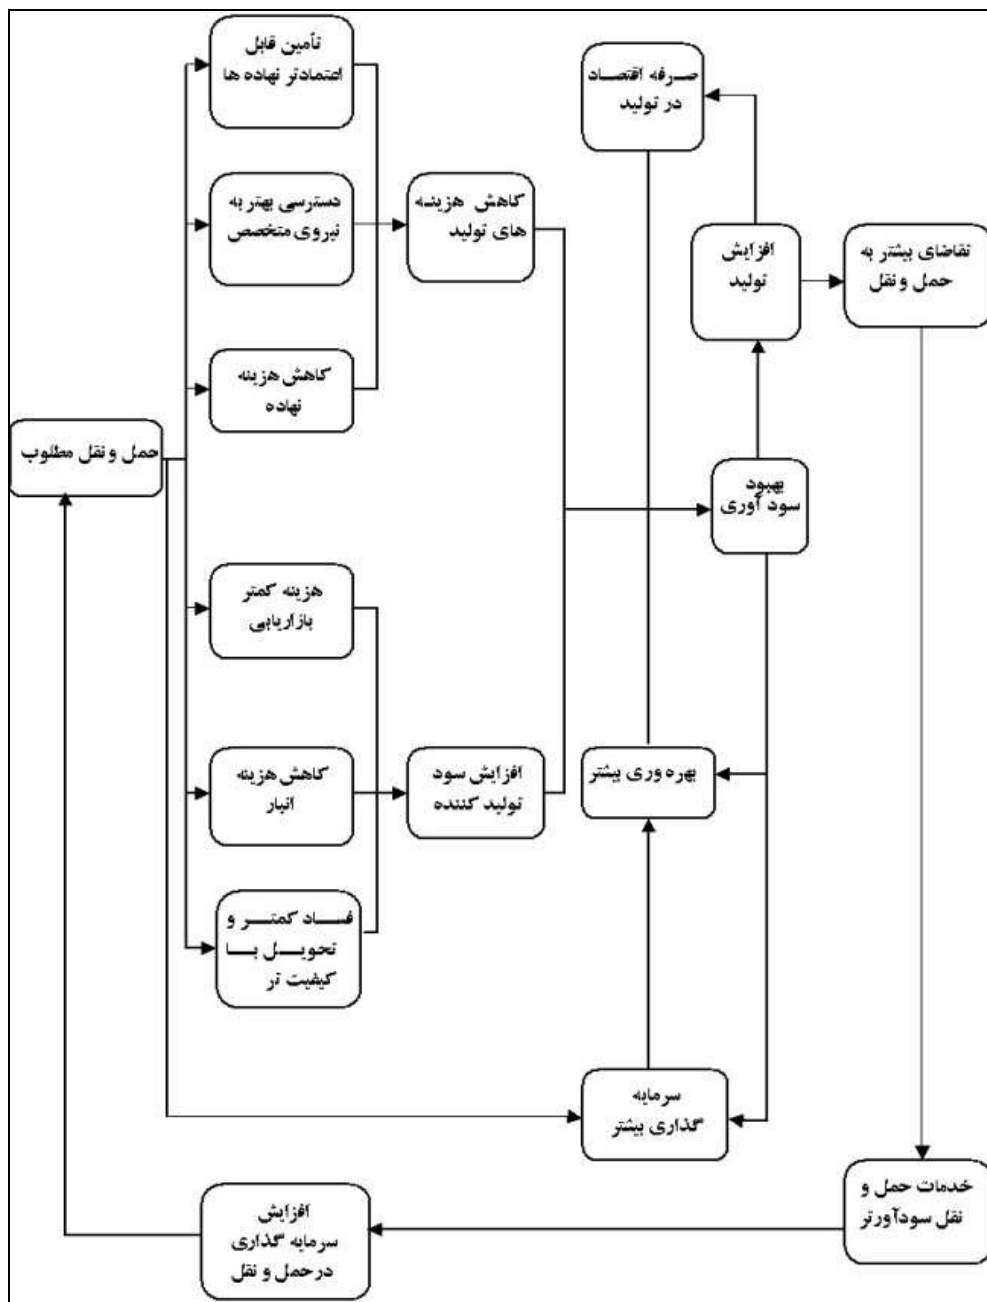 تأمین قابل
اعتمادتر نهاده ها
صرفه اقتصاد
در تولید
دسترسی بهتر به
نیروی متخصص
کاهش هزینه
های تولید
افزایش
تولید
تقاضای بیشتر به
حمل و نقل
کاهش هزینه
نهاده
حمل و نقل مطلوب
بهبود
سود آوری
هزینه کمتر
بازاریابی
کاهش هزینه
انبار
افزایش سود
تولید کننده
بهره وری بیشتر
فساد کمتر و
تحویل با
کیفیت تر
سرمایه
گذاری بیشتر
خدمات حمل و
نقل سودآورتر
افزایش
سرمایه گذاری
درحمل و نقل